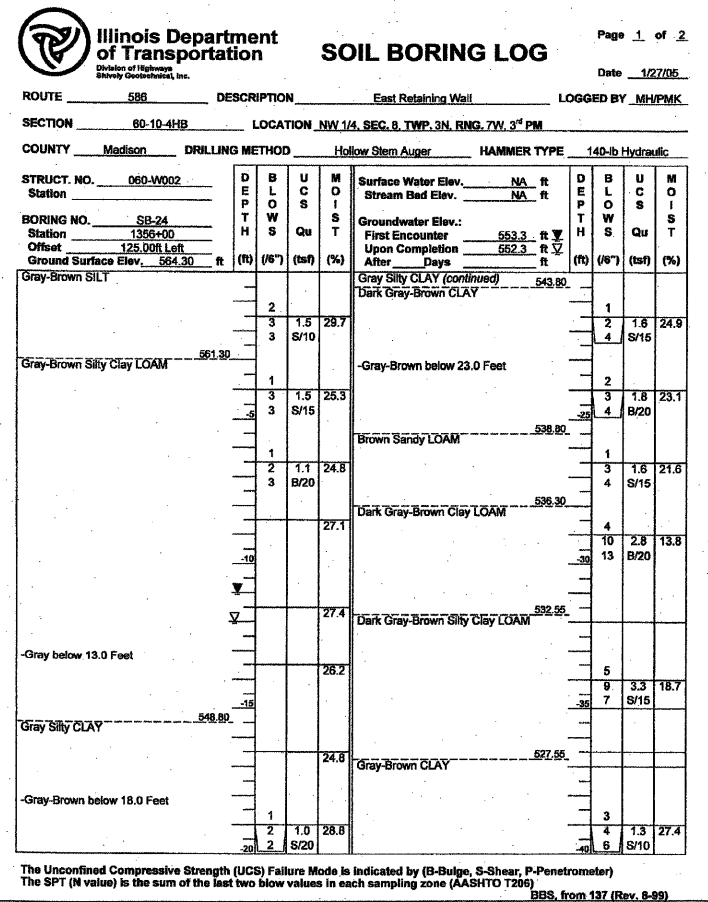 Illinois Department of Transportation
Division of Highways
Shively Geotechnical, Inc.
SOIL BORING LOG
Page 1 of 2
Date 1/27/05
ROUTE 586 DESCRIPTION East Retaining Wall LOGGED BY MH/PMK
SECTION 60-10-4HB LOCATION NW 1/4, SEC. 8, TWP. 3N, RNG. 7W, 3rd PM
COUNTY Madison DRILLING METHOD Hollow Stem Auger HAMMER TYPE 140-lb Hydraulic
STRUCT. NO. 060-W002
Station
BORING NO. SB-24
Station 1356+00
Offset 125.00ft Left
Ground Surface Elev. 564.30 ft
DEPTH (ft) BLOWS (/6") UCS Qu (tsf) MOIST (%)
Surface Water Elev. NA ft
Stream Bed Elev. NA ft
Groundwater Elev.:
First Encounter 553.3 ft ▼
Upon Completion 552.3 ft ▽
After Days ft
DEPTH (ft) BLOWS (/6") UCS Qu (tsf) MOIST (%)
Gray-Brown SILT
2
3 1.5 29.7
3 S/10
561.30
Gray-Brown Silty Clay LOAM
1
3 1.5 25.3
-5 3 S/15
1
2 1.1 24.8
3 B/20
27.1
-10
▼
27.4
▽
-Gray below 13.0 Feet
26.2
-15
548.80
Gray Silty CLAY
24.8
-Gray-Brown below 18.0 Feet
1
2 1.0 28.8
-20 2 S/20
Gray Silty CLAY (continued) 543.80
Dark Gray-Brown CLAY
1
2 1.6 24.9
4 S/15
-Gray-Brown below 23.0 Feet
2
3 1.8 23.1
-25 4 B/20
538.80
Brown Sandy LOAM
1
3 1.6 21.6
4 S/15
536.30
Dark Gray-Brown Clay LOAM
4
10 2.8 13.8
-30 13 B/20
532.55
Dark Gray-Brown Silty Clay LOAM
5
9 3.3 18.7
-35 7 S/15
527.55
Gray-Brown CLAY
3
4 1.3 27.4
-40 6 S/10
The Unconfined Compressive Strength (UCS) Failure Mode is indicated by (B-Bulge, S-Shear, P-Penetrometer)
The SPT (N value) is the sum of the last two blow values in each sampling zone (AASHTO T206)
BBS, from 137 (Rev. 8-99)